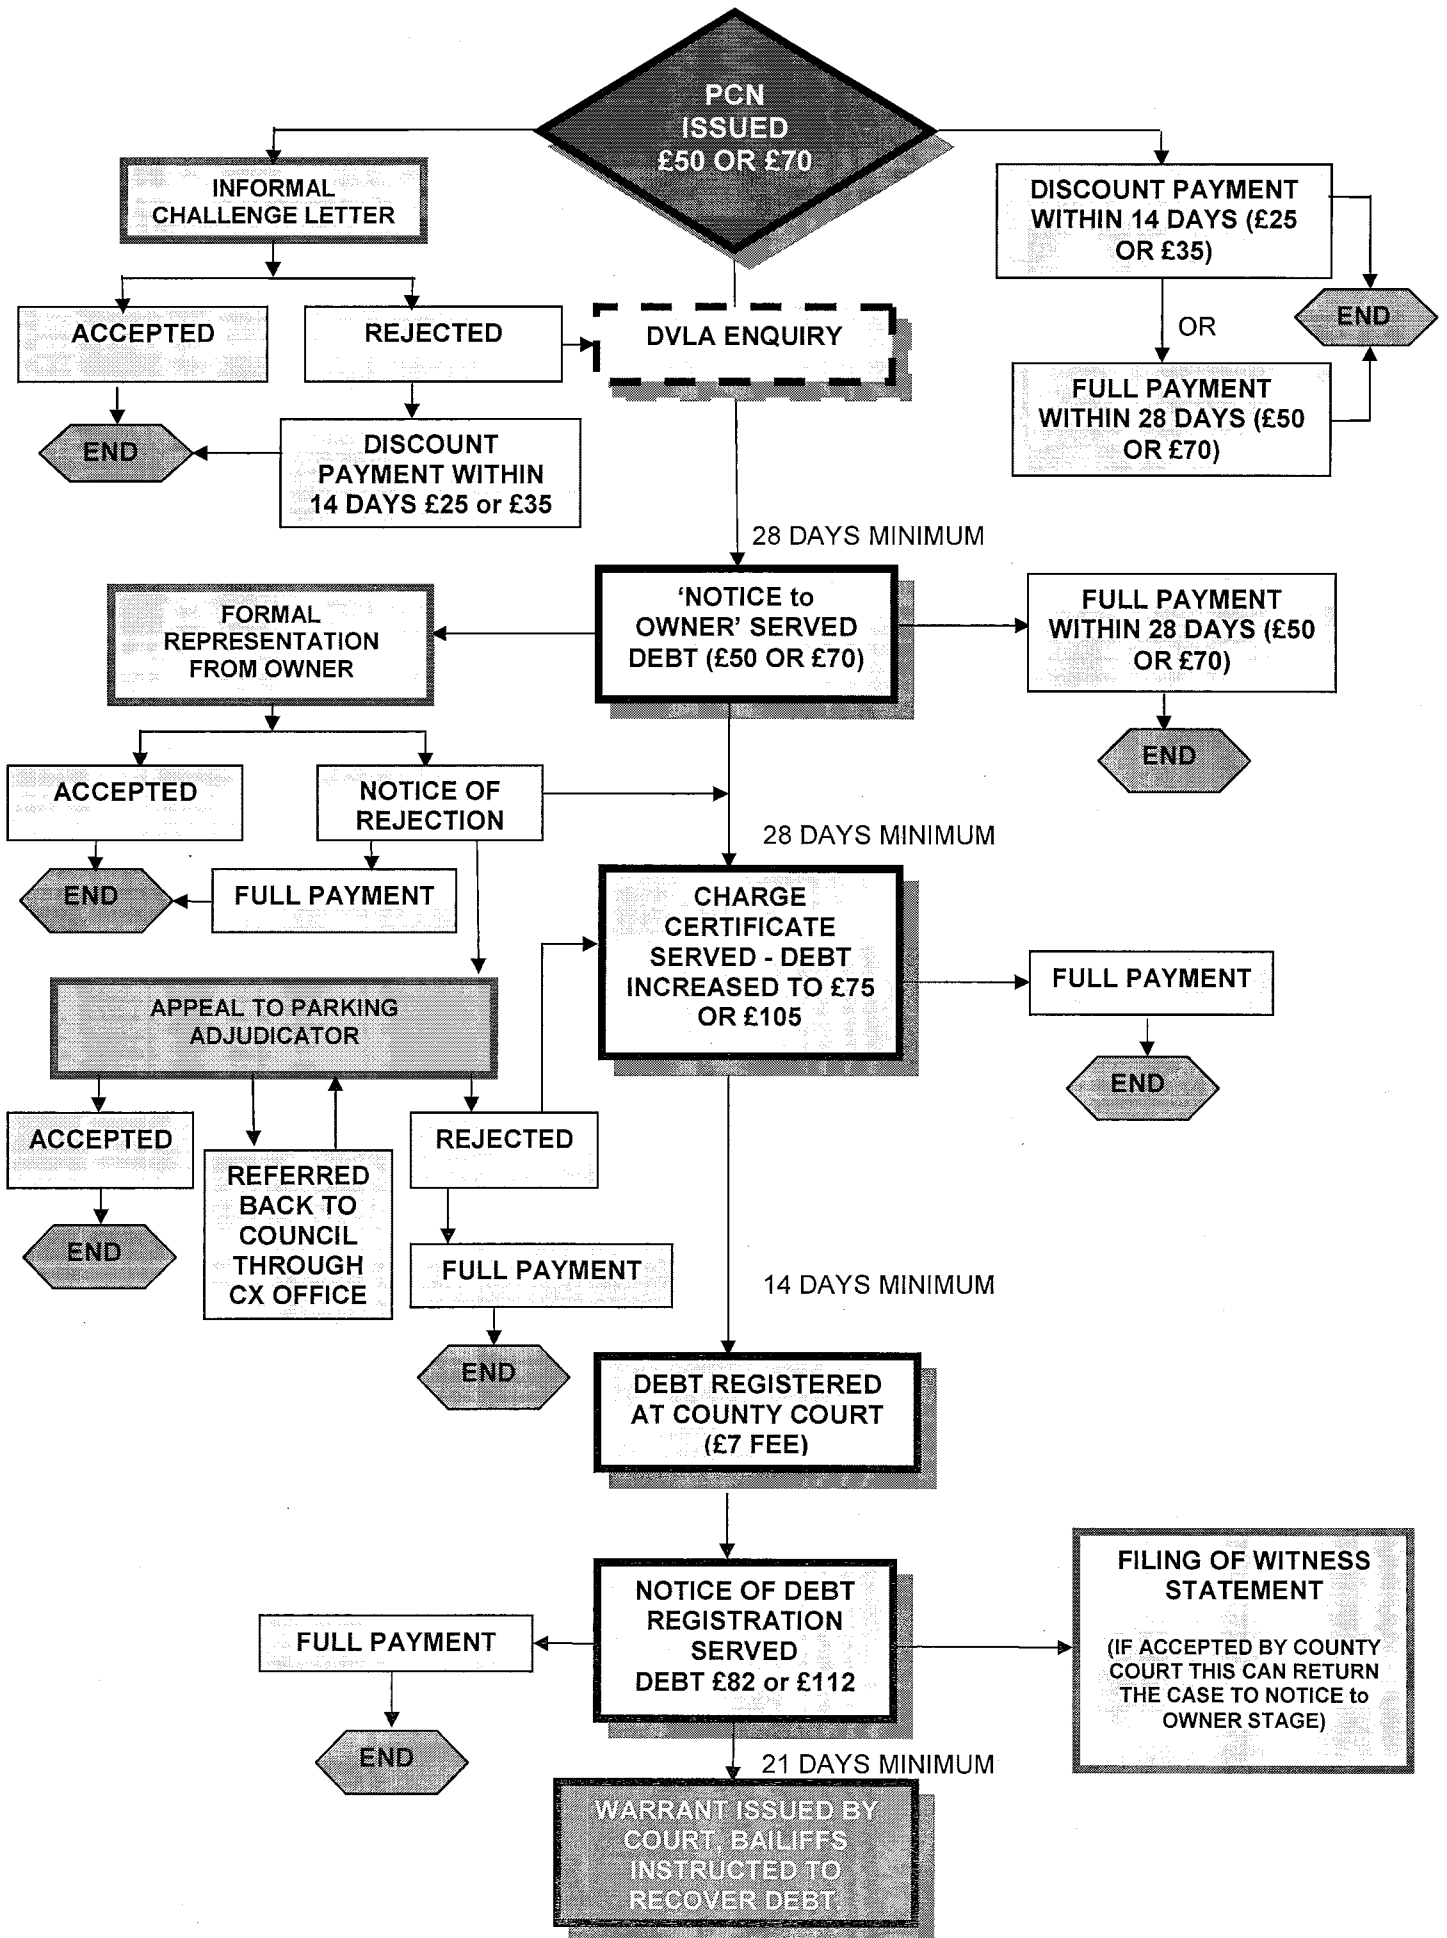 PCN
ISSUED
£50 OR £70
INFORMAL
CHALLENGE LETTER
DISCOUNT PAYMENT
WITHIN 14 DAYS (£25
OR £35)
ACCEPTED
REJECTED
DVLA ENQUIRY
END
OR
FULL PAYMENT
WITHIN 28 DAYS (£50
OR £70)
END
DISCOUNT
PAYMENT WITHIN
14 DAYS £25 or £35
28 DAYS MINIMUM
FORMAL
REPRESENTATION
FROM OWNER
‘NOTICE to
OWNER’ SERVED
DEBT (£50 OR £70)
FULL PAYMENT
WITHIN 28 DAYS (£50
OR £70)
END
ACCEPTED
NOTICE OF
REJECTION
28 DAYS MINIMUM
END
FULL PAYMENT
CHARGE
CERTIFICATE
SERVED - DEBT
INCREASED TO £75
OR £105
FULL PAYMENT
END
APPEAL TO PARKING
ADJUDICATOR
ACCEPTED
REFERRED
BACK TO
COUNCIL
THROUGH
CX OFFICE
REJECTED
END
FULL PAYMENT
14 DAYS MINIMUM
END
DEBT REGISTERED
AT COUNTY COURT
(£7 FEE)
FULL PAYMENT
NOTICE OF DEBT
REGISTRATION
SERVED
DEBT £82 or £112
FILING OF WITNESS
STATEMENT
(IF ACCEPTED BY COUNTY
COURT THIS CAN RETURN
THE CASE TO NOTICE to
OWNER STAGE)
END
21 DAYS MINIMUM
WARRANT ISSUED BY
COURT, BAILIFFS
INSTRUCTED TO
RECOVER DEBT.